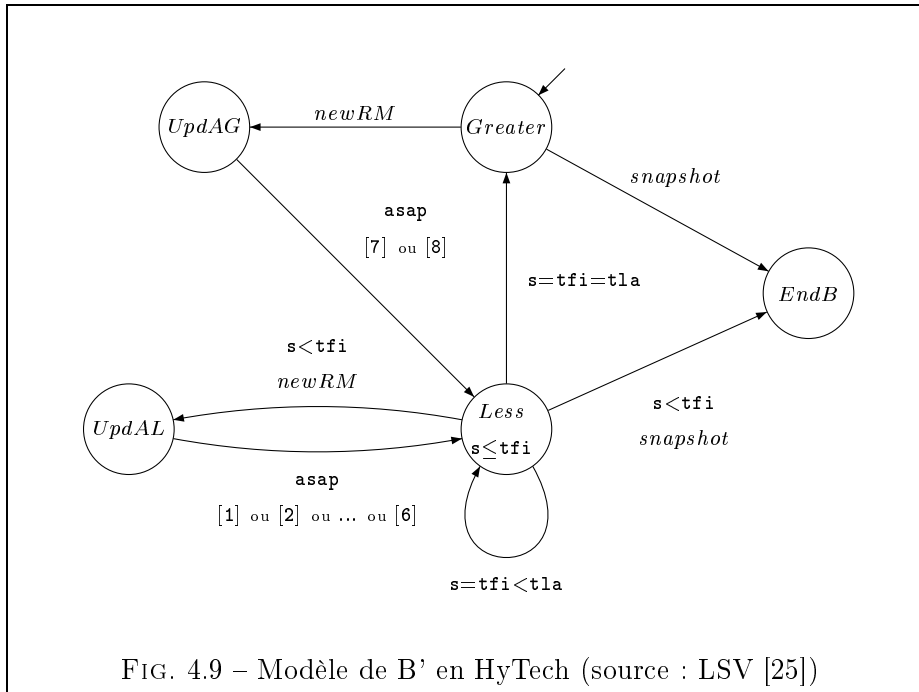 newRM
UpdAG
Greater
snapshot
asap
[7] ou [8]
s=tfi=tla
EndB
s<tfi
newRM
Less
s≤tfi
s<tfi
snapshot
UpdAL
asap
[1] ou [2] ou ... ou [6]
s=tfi<tla
FIG. 4.9 – Modèle de B' en HyTech (source : LSV [25])